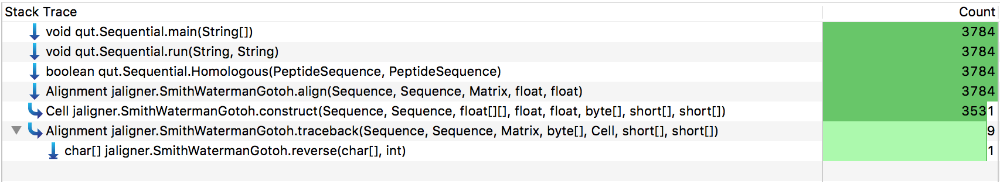 Stack Trace Count
void qut.Sequential.main(String[]) 3784
void qut.Sequential.run(String, String) 3784
boolean qut.Sequential.Homologous(PeptideSequence, PeptideSequence) 3784
Alignment jaligner.SmithWatermanGotoh.align(Sequence, Sequence, Matrix, float, float) 3784
Cell jaligner.SmithWatermanGotoh.construct(Sequence, Sequence, float[][], float, float, byte[], short[], short[]) 3531
Alignment jaligner.SmithWatermanGotoh.traceback(Sequence, Sequence, Matrix, byte[], Cell, short[], short[]) 9
char[] jaligner.SmithWatermanGotoh.reverse(char[], int) 1